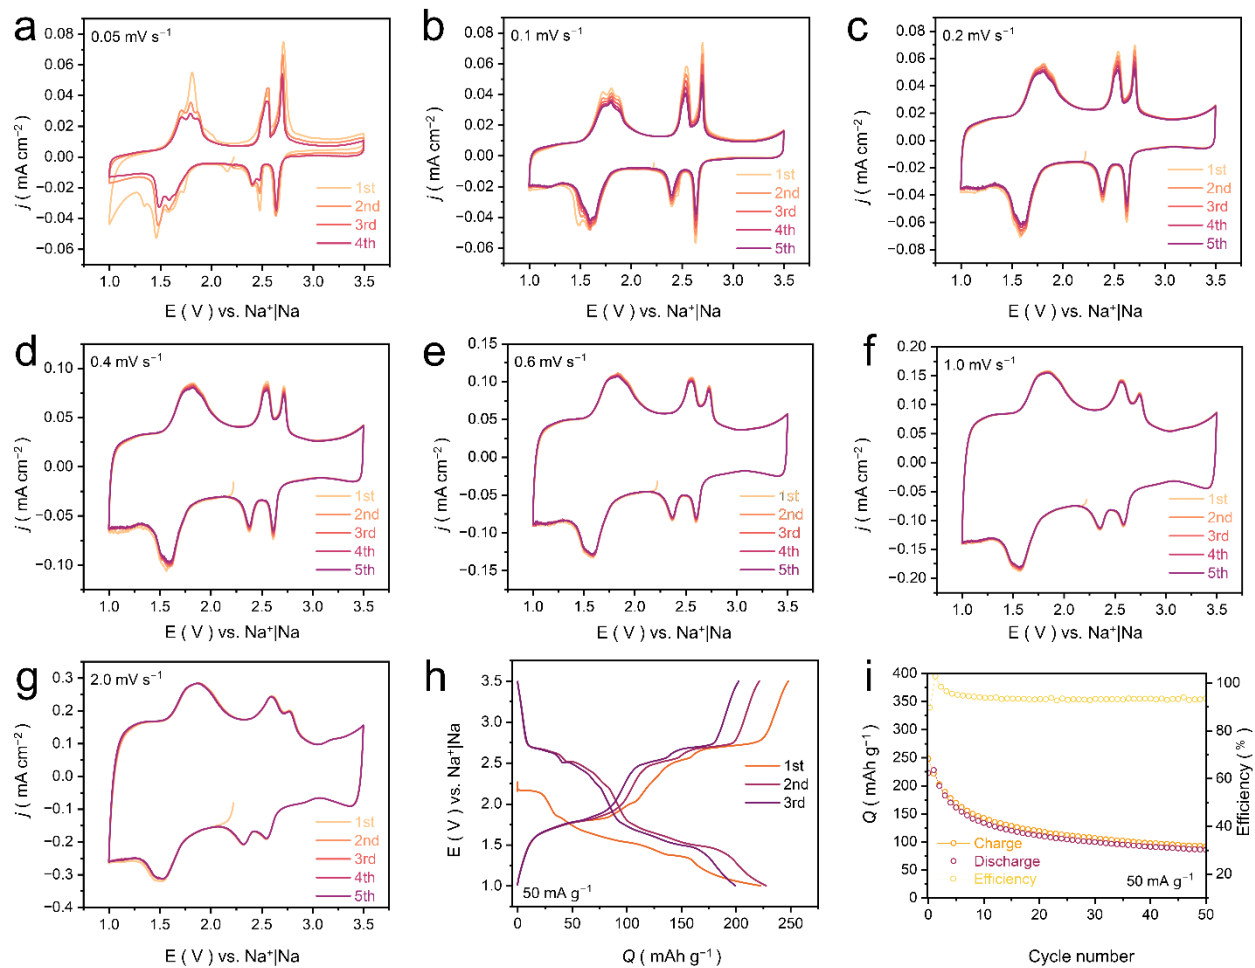 a
0.05 mV s⁻¹
0.08
0.06
0.04
0.02
0.00
−0.02
−0.04
−0.06
j ( mA cm⁻²)
1st
2nd
3rd
4th
1.0 1.5 2.0 2.5 3.0 3.5
E ( V ) vs. Na⁺|Na
b
0.1 mV s⁻¹
0.08
0.06
0.04
0.02
0.00
−0.02
−0.04
−0.06
j ( mA cm⁻²)
1st
2nd
3rd
4th
5th
1.0 1.5 2.0 2.5 3.0 3.5
E ( V ) vs. Na⁺|Na
c
0.2 mV s⁻¹
0.08
0.06
0.04
0.02
0.00
−0.02
−0.04
−0.06
−0.08
j ( mA cm⁻²)
1st
2nd
3rd
4th
5th
1.0 1.5 2.0 2.5 3.0 3.5
E ( V ) vs. Na⁺|Na
d
0.4 mV s⁻¹
0.10
0.05
0.00
−0.05
−0.10
j ( mA cm⁻²)
1st
2nd
3rd
4th
5th
1.0 1.5 2.0 2.5 3.0 3.5
E ( V ) vs. Na⁺|Na
e
0.6 mV s⁻¹
0.15
0.10
0.05
0.00
−0.05
−0.10
−0.15
j ( mA cm⁻²)
1st
2nd
3rd
4th
5th
1.0 1.5 2.0 2.5 3.0 3.5
E ( V ) vs. Na⁺|Na
f
1.0 mV s⁻¹
0.20
0.15
0.10
0.05
0.00
−0.05
−0.10
−0.15
−0.20
j ( mA cm⁻²)
1st
2nd
3rd
4th
5th
1.0 1.5 2.0 2.5 3.0 3.5
E ( V ) vs. Na⁺|Na
g
2.0 mV s⁻¹
0.3
0.2
0.1
0.0
−0.1
−0.2
−0.3
−0.4
j ( mA cm⁻²)
1st
2nd
3rd
4th
5th
1.0 1.5 2.0 2.5 3.0 3.5
E ( V ) vs. Na⁺|Na
h
3.5
3.0
2.5
2.0
1.5
1.0
E ( V ) vs. Na⁺|Na
1st
2nd
3rd
50 mA g⁻¹
0 50 100 150 200 250
Q ( mAh g⁻¹)
i
400
350
300
250
200
150
100
50
0
Q ( mAh g⁻¹)
100
80
60
40
20
Efficiency ( % )
Charge
Discharge
Efficiency
50 mA g⁻¹
0 10 20 30 40 50
Cycle number